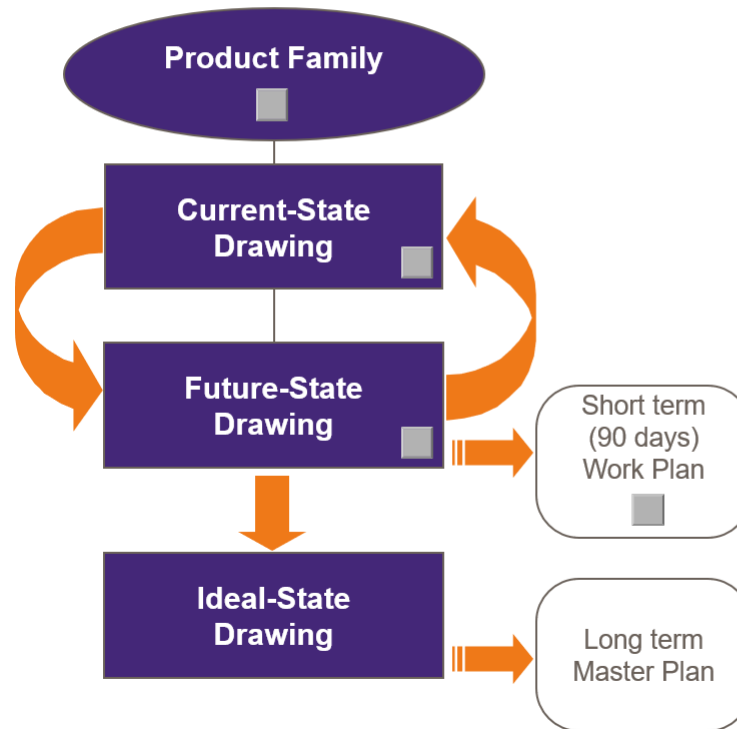 Product Family
Current-State
Drawing
Future-State
Drawing
Short term
(90 days)
Work Plan
Ideal-State
Drawing
Long term
Master Plan